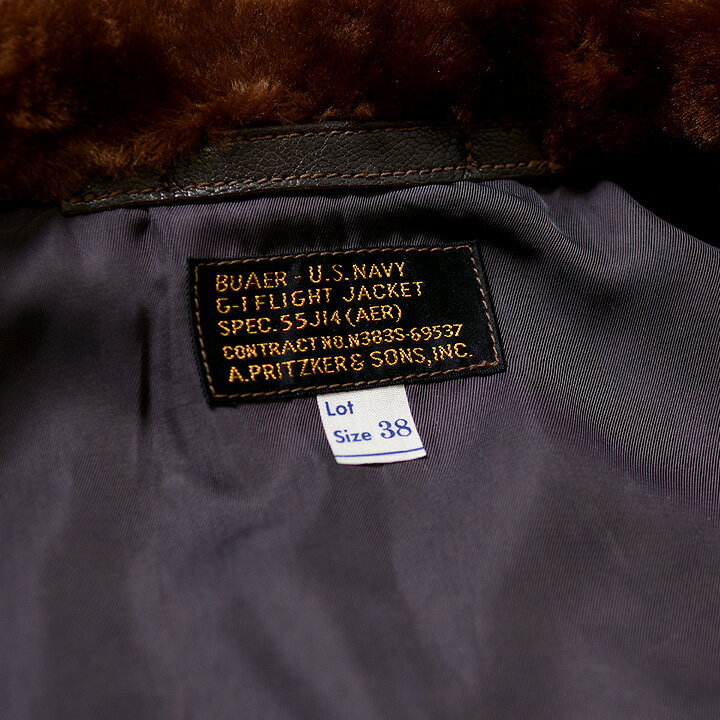 BUAER - U.S. NAVY
G-1 FLIGHT JACKET
SPEC. 55J14 (AER)
CONTRACT NO. N383S-69537
A. PRITZKER & SONS, INC.
Lot
Size 38